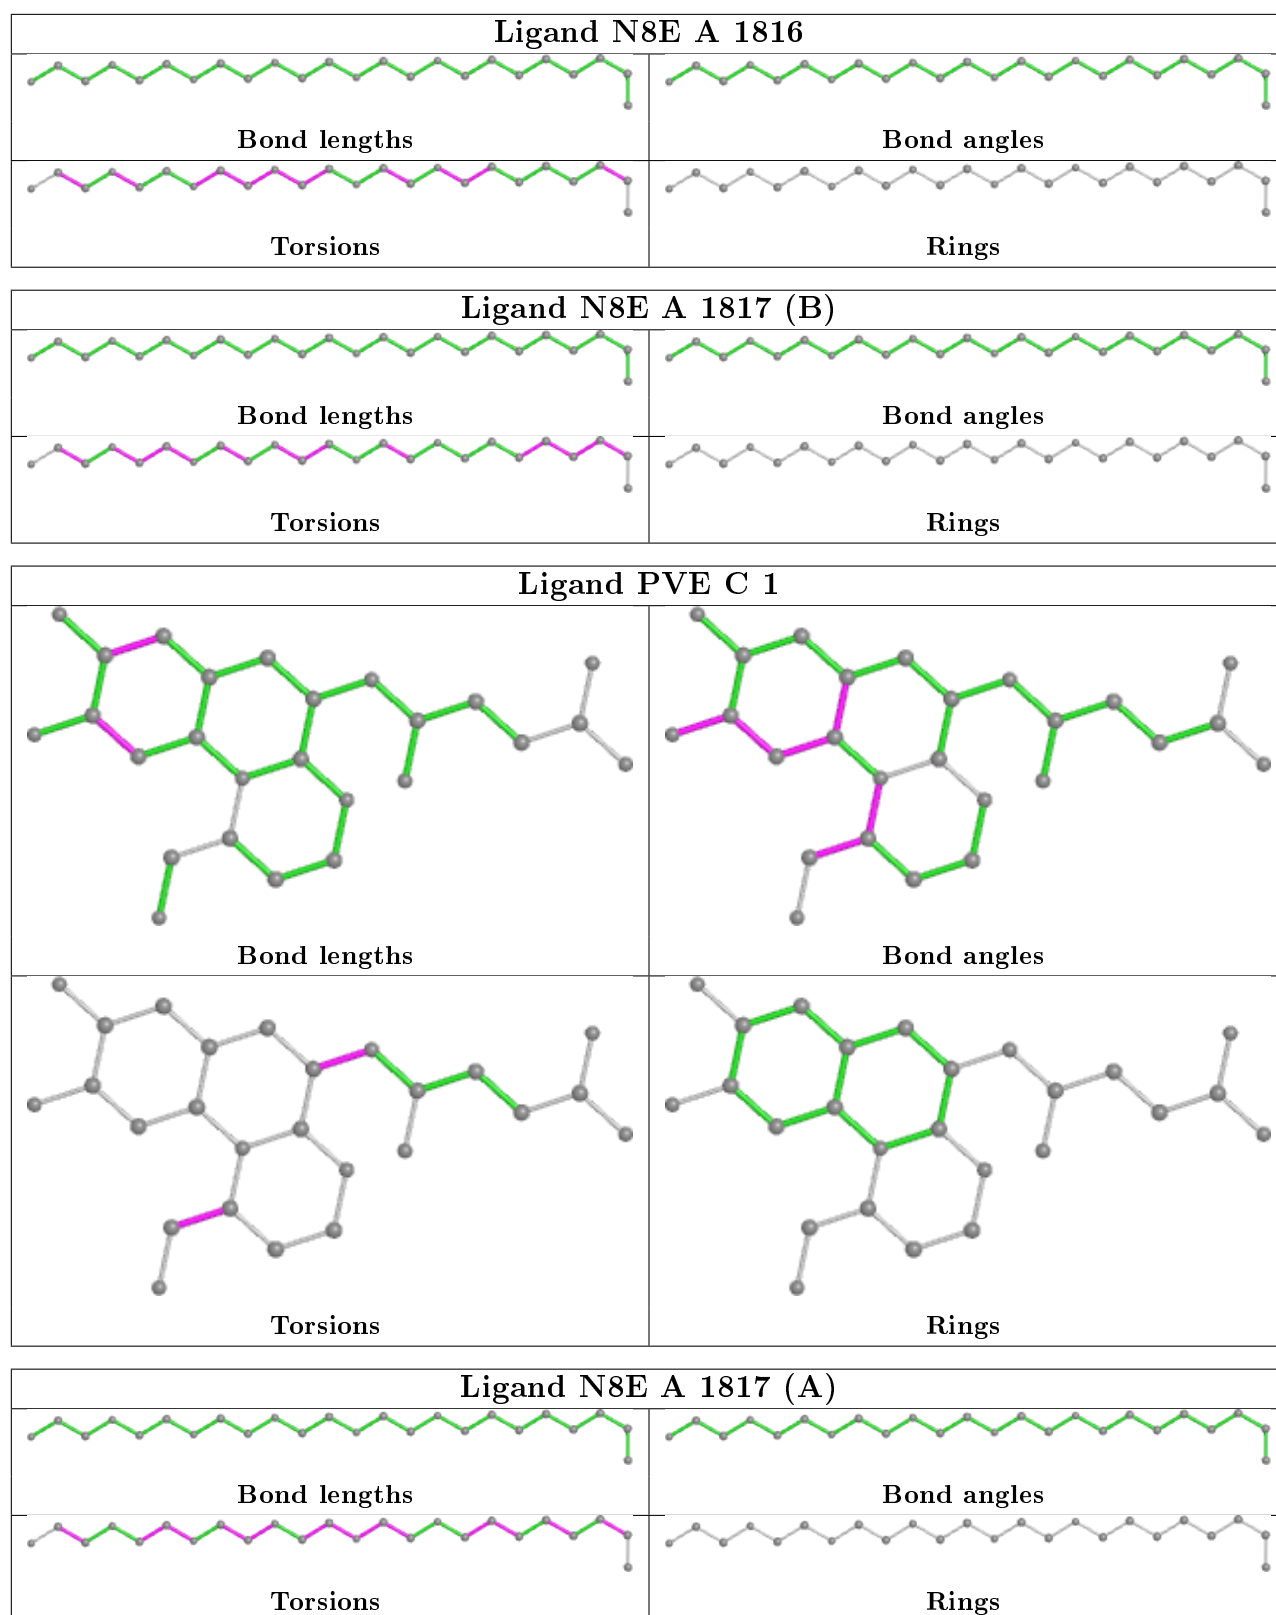 Ligand N8E A 1816
Bond lengths
Bond angles
Torsions
Rings
Ligand N8E A 1817 (B)
Bond lengths
Bond angles
Torsions
Rings
Ligand PVE C 1
Bond lengths
Bond angles
Torsions
Rings
Ligand N8E A 1817 (A)
Bond lengths
Bond angles
Torsions
Rings